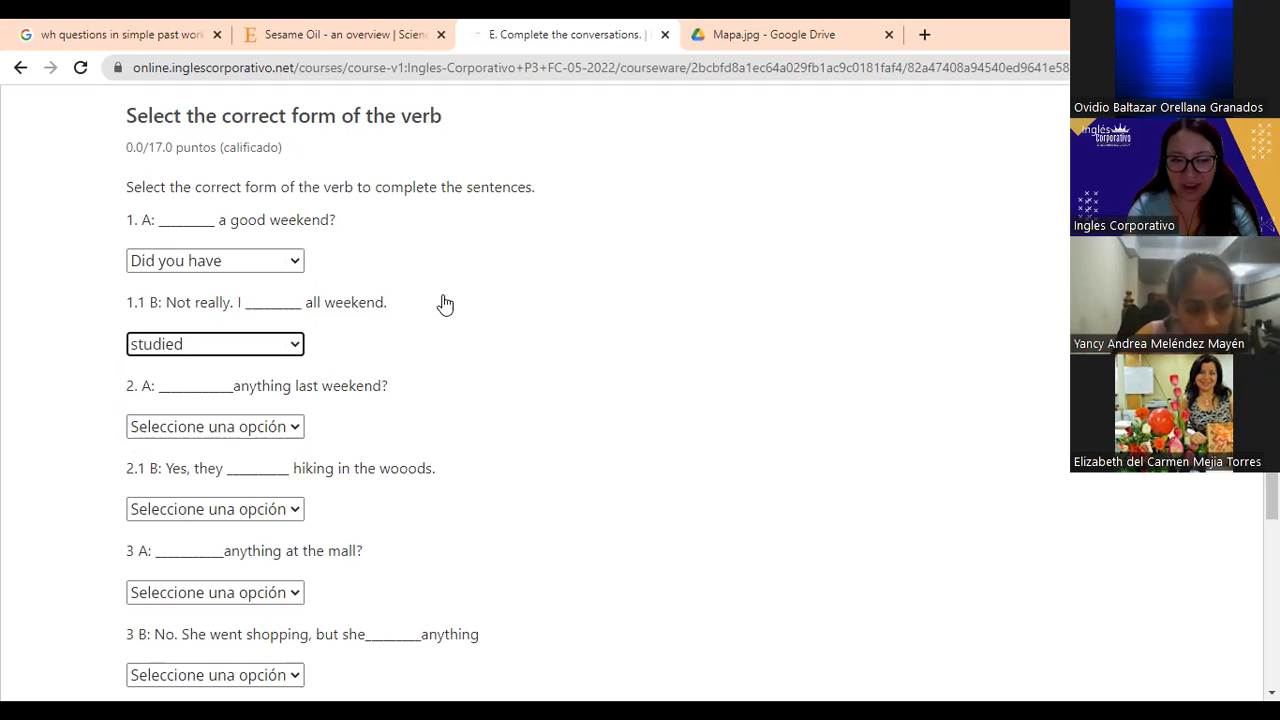 wh questions in simple past work
Sesame Oil - an overview | Scienc
E. Complete the conversations. |
Mapa.jpg - Google Drive
online.inglescorporativo.net/courses/course-v1:Ingles-Corporativo+P3+FC-05-2022/courseware/2bcbfd8a1ec64a029fb1ac9c0181faf4/82a47408a94540ed9641e58
Select the correct form of the verb
0.0/17.0 puntos (calificado)
Select the correct form of the verb to complete the sentences.
1. A: ________ a good weekend?
Did you have
1.1 B: Not really. I ________ all weekend.
studied
2. A: ___________anything last weekend?
Seleccione una opción
2.1 B: Yes, they _________ hiking in the wooods.
Seleccione una opción
3 A: __________anything at the mall?
Seleccione una opción
3 B: No. She went shopping, but she________anything
Seleccione una opción
Ovidio Baltazar Orellana Granados
Inglés
Corporativo
Ingles Corporativo
Yancy Andrea Meléndez Mayén
Elizabeth del Carmen Mejia Torres